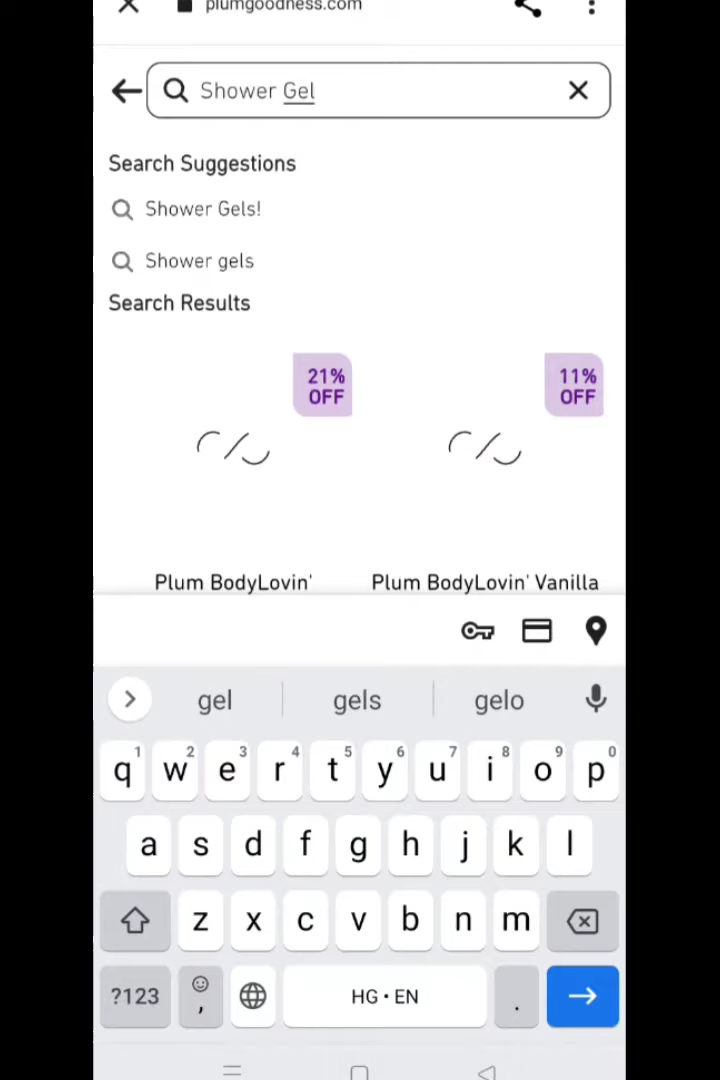 plumgoodness.com
Shower Gel
Search Suggestions
Shower Gels!
Shower gels
Search Results
21%
OFF
11%
OFF
Plum BodyLovin'
Plum BodyLovin' Vanilla
gel gels gelo
1 2 3 4 5 6 7 8 9 0
q w e r t y u i o p
a s d f g h j k l
z x c v b n m
?123 , HG • EN .